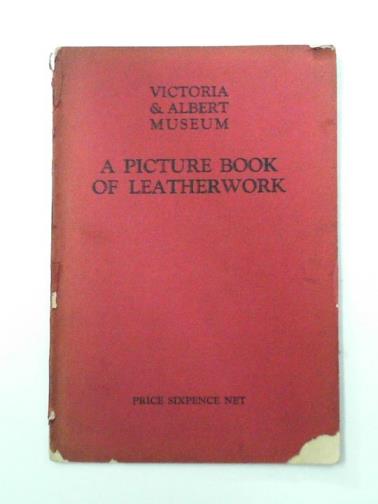 VICTORIA
& ALBERT
MUSEUM
A PICTURE BOOK
OF LEATHERWORK
PRICE SIXPENCE NET